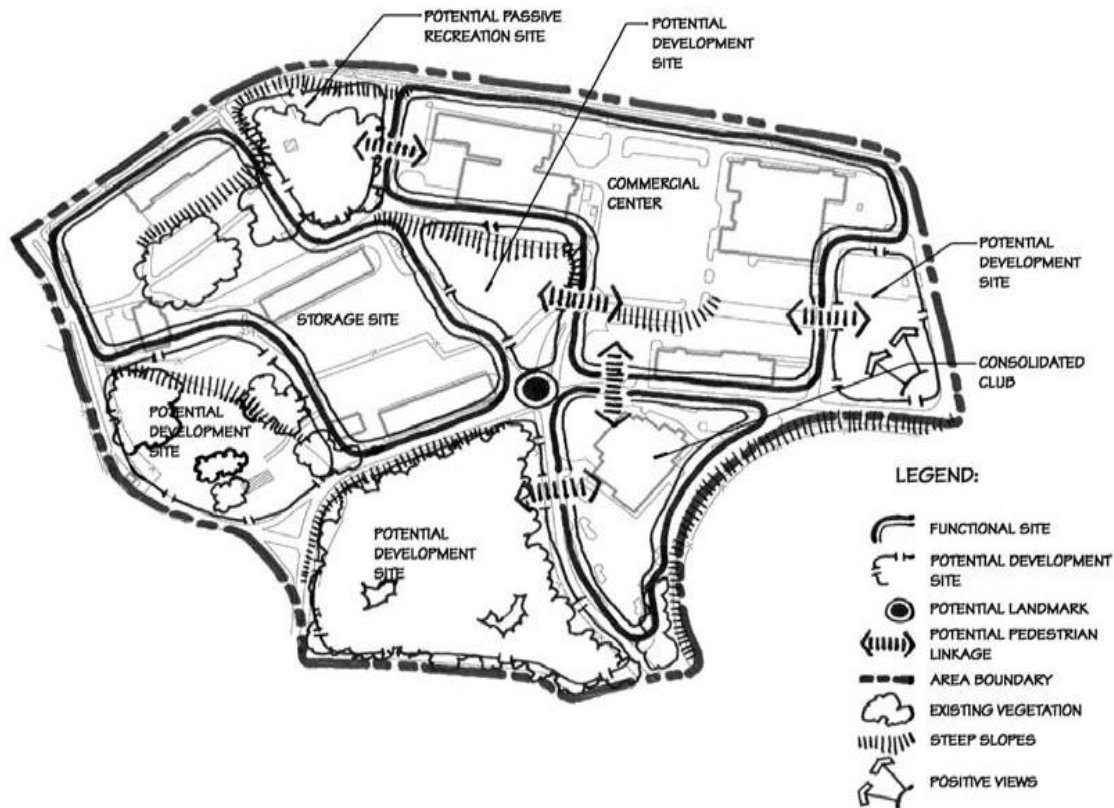 POTENTIAL PASSIVE
RECREATION SITE
POTENTIAL
DEVELOPMENT
SITE
COMMERCIAL
CENTER
POTENTIAL
DEVELOPMENT
SITE
STORAGE SITE
CONSOLIDATED
CLUB
POTENTIAL
DEVELOPMENT
SITE
POTENTIAL
DEVELOPMENT
SITE
LEGEND:
FUNCTIONAL SITE
POTENTIAL DEVELOPMENT
SITE
POTENTIAL LANDMARK
POTENTIAL PEDESTRIAN
LINKAGE
AREA BOUNDARY
EXISTING VEGETATION
STEEP SLOPES
POSITIVE VIEWS